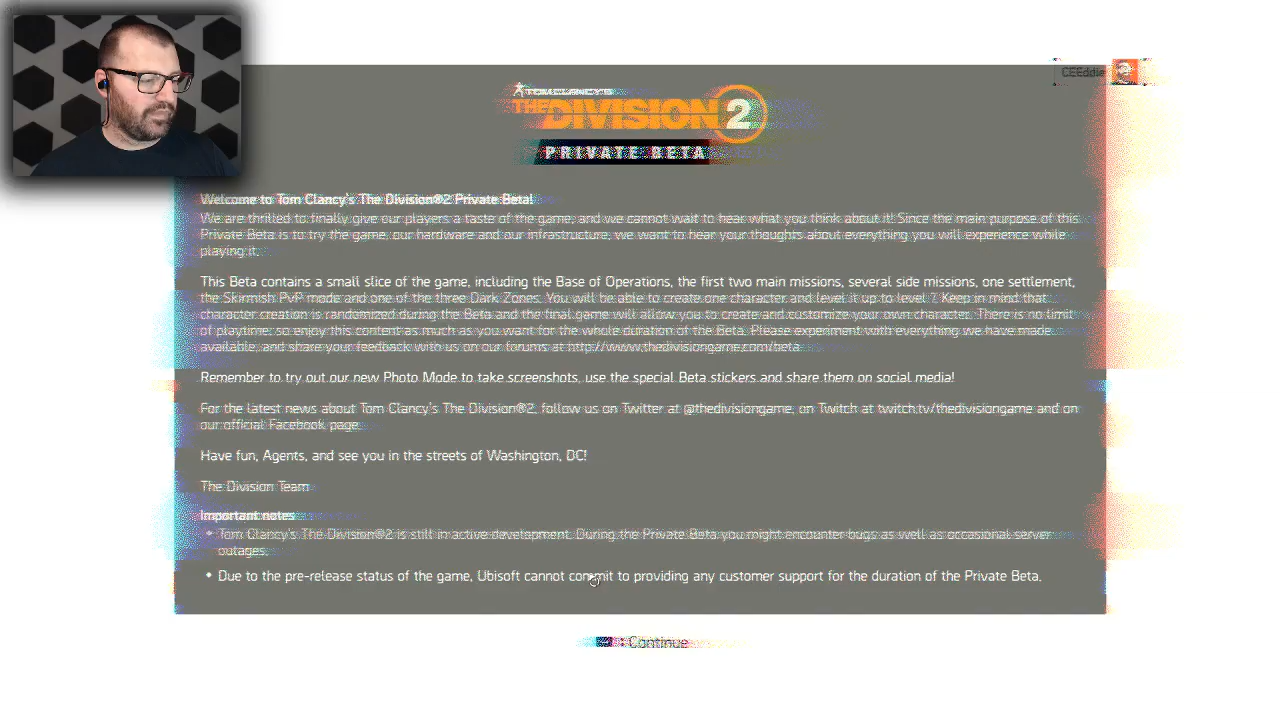 CEEddie
TOM CLANCY'S
THE DIVISION 2
PRIVATE BETA
Welcome to Tom Clancy's The Division®2 Private Beta!
We are thrilled to finally give our players a taste of the game, and we cannot wait to hear what you think about it! Since the main purpose of this
Private Beta is to try the game, our hardware and our infrastructure, we want to hear your thoughts about everything you will experience while
playing it.
This Beta contains a small slice of the game, including the Base of Operations, the first two main missions, several side missions, one settlement,
the Skirmish PvP mode and one of the three Dark Zones. You will be able to create one character and level it up to level 7. Keep in mind that
character creation is randomized during the Beta and the final game will allow you to create and customize your own character. There is no limit
of playtime, so enjoy this content as much as you want for the whole duration of the Beta. Please experiment with everything we have made
available, and share your feedback with us on our forums at http://www.thedivisiongame.com/beta
Remember to try out our new Photo Mode to take screenshots, use the special Beta stickers and share them on social media!
For the latest news about Tom Clancy's The Division®2, follow us on Twitter at @thedivisiongame, on Twitch at twitch.tv/thedivisiongame and on
our official Facebook page.
Have fun, Agents, and see you in the streets of Washington, DC!
The Division Team
Important notes
• Tom Clancy's The Division®2 is still in active development. During the Private Beta you might encounter bugs as well as occasional server
outages.
• Due to the pre-release status of the game, Ubisoft cannot commit to providing any customer support for the duration of the Private Beta.
Continue